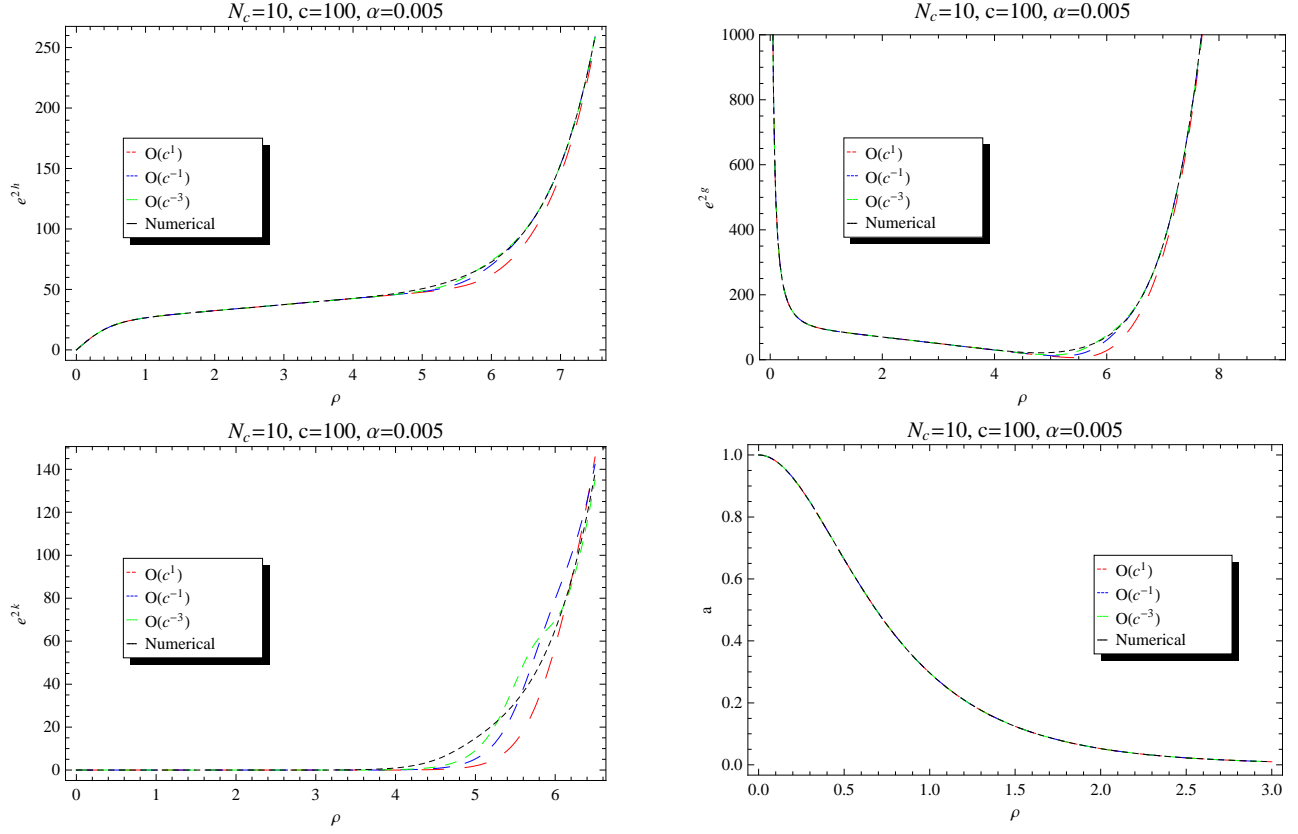 N_c=10, c=100, α=0.005
e^{2 h}
250
200
150
100
50
0
O(c^1)
O(c^{-1})
O(c^{-3})
Numerical
0 1 2 3 4 5 6 7
ρ
N_c=10, c=100, α=0.005
e^{2 g}
1000
800
600
400
200
0
O(c^1)
O(c^{-1})
O(c^{-3})
Numerical
0 2 4 6 8
ρ
N_c=10, c=100, α=0.005
e^{2 k}
140
120
100
80
60
40
20
0
O(c^1)
O(c^{-1})
O(c^{-3})
Numerical
0 1 2 3 4 5 6
ρ
N_c=10, c=100, α=0.005
a
1.0
0.8
0.6
0.4
0.2
0.0
O(c^1)
O(c^{-1})
O(c^{-3})
Numerical
0.0 0.5 1.0 1.5 2.0 2.5 3.0
ρ